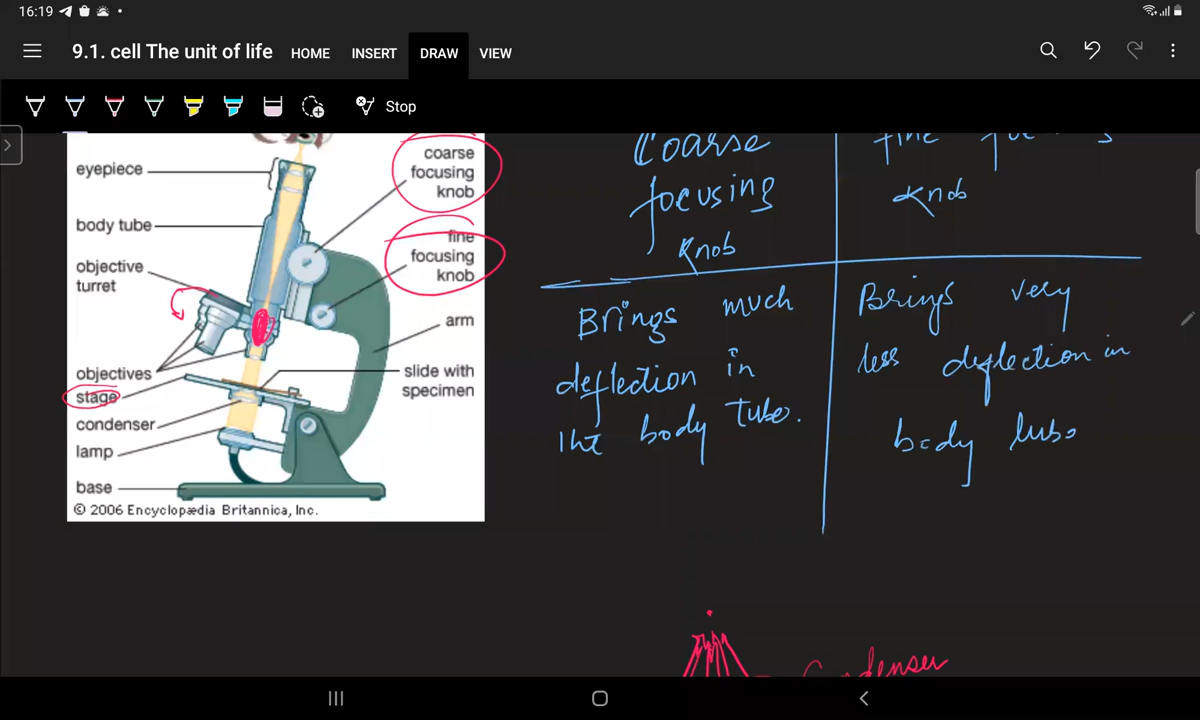 16:19
9.1. cell The unit of life HOME INSERT DRAW VIEW
Stop
eyepiece
body tube
objective
turret
objectives
stage
condenser
lamp
base
coarse
focusing
knob
fine
focusing
knob
arm
slide with
specimen
© 2006 Encyclopædia Britannica, Inc.
Coarse
focusing
Knob
Brings much
deflection in
the body tube.
fine
Knob
Brings very
less deflection in
body tube
Condenser